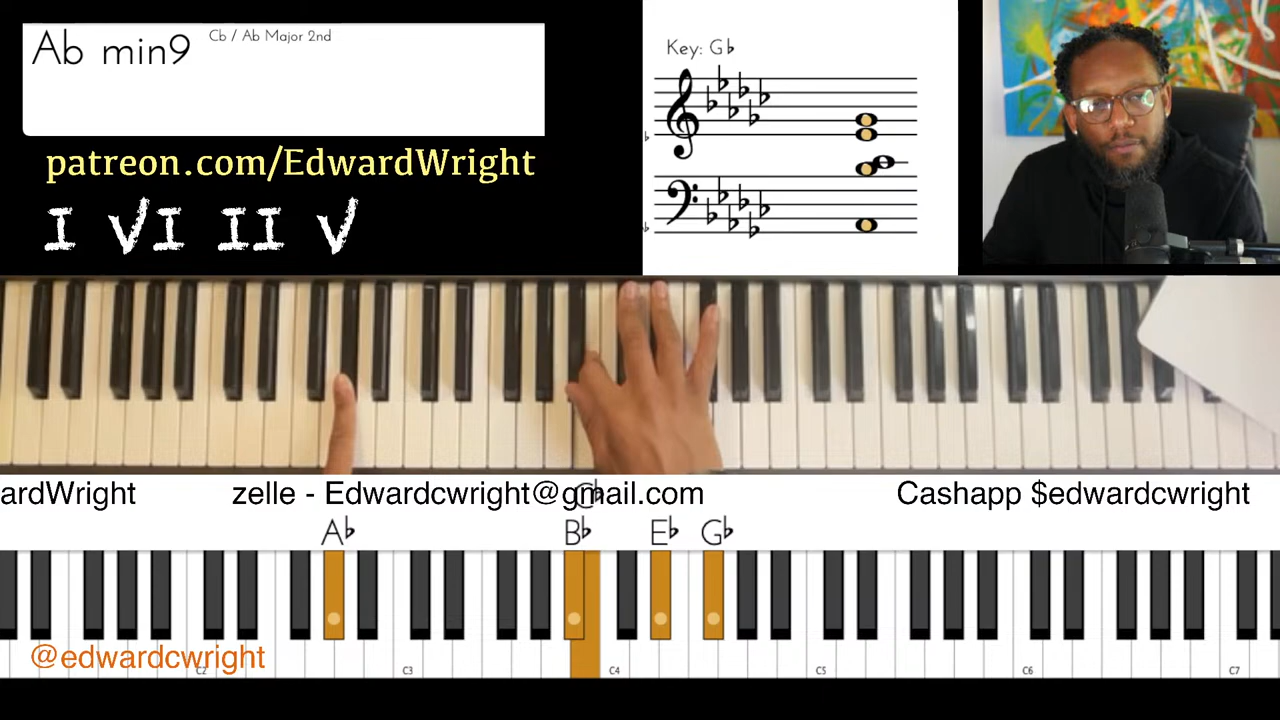 Ab min9
Cb / Ab Major 2nd
Key: G♭
patreon.com/EdwardWright
I VI II V
ardWright
zelle - Edwardcwright@gmail.com
Cashapp $edwardcwright
C♭
A♭ B♭ E♭ G♭
@edwardcwright
C2 C3 C4 C5 C6 C7